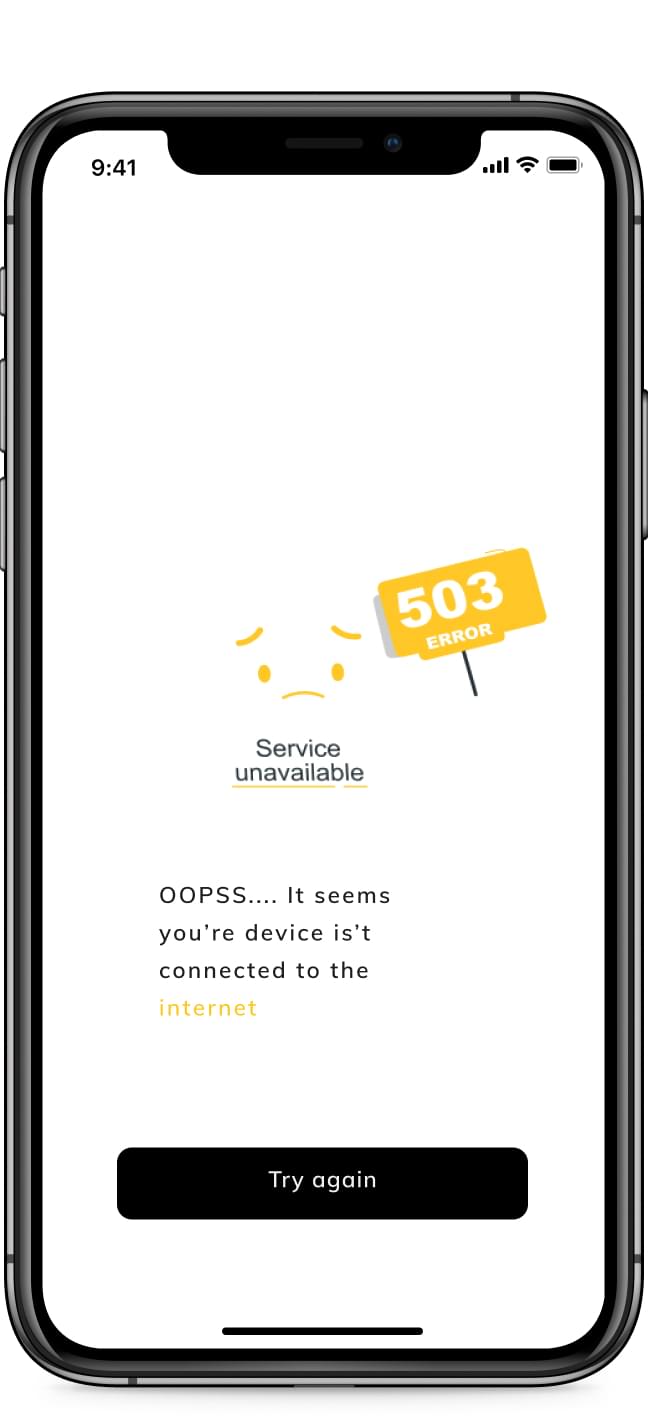 9:41
503
ERROR
Service
unavailable
OOPSS.... It seems
you’re device is’t
connected to the
internet
Try again